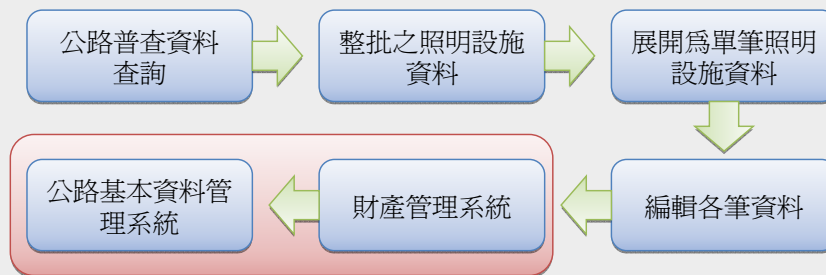 公路普查資料
查詢
整批之照明設施
資料
展開為單筆照明
設施資料
編輯各筆資料
財產管理系統
公路基本資料管
理系統